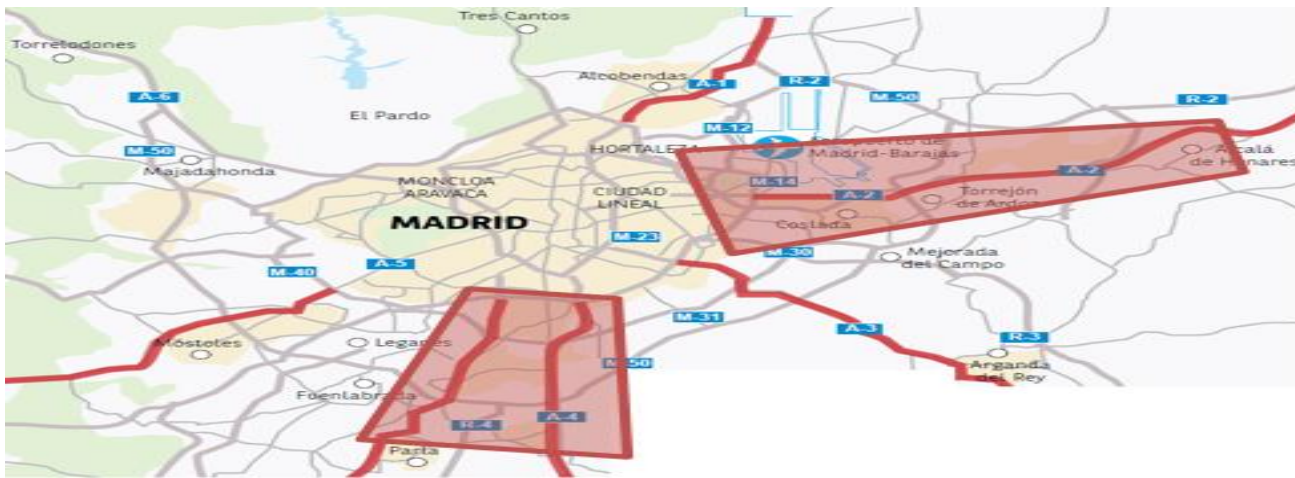 Tres Cantos
Torrelodones
Alcobendas
A-1
R-2
A-6
M-50
R-2
El Pardo
M-12
M-50
HORTALEZA
Aeropuerto de
Madrid-Barajas
Alcalá
de Henares
Majadahonda
MONCLOA
ARAVACA
CIUDAD
LINEAL
M-14
A-2
A-2
Torrejón
de Ardoz
MADRID
Coslada
M-23
M-30
Mejorada
del Campo
A-5
M-40
M-31
A-3
R-3
Móstoles
Leganés
M-50
Arganda
del Rey
Fuenlabrada
R-4
A-4
Parla